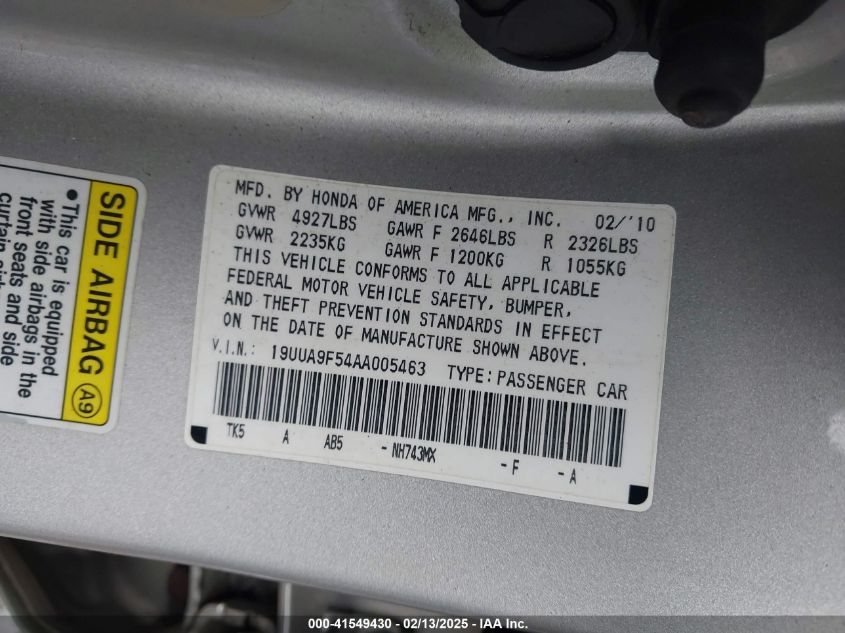 MFD. BY HONDA OF AMERICA MFG., INC. 02/'10
GVWR 4927LBS GAWR F 2646LBS R 2326LBS
GVWR 2235KG GAWR F 1200KG R 1055KG
THIS VEHICLE CONFORMS TO ALL APPLICABLE
FEDERAL MOTOR VEHICLE SAFETY, BUMPER,
AND THEFT PREVENTION STANDARDS IN EFFECT
ON THE DATE OF MANUFACTURE SHOWN ABOVE.
V.I.N.: 19UUA9F54AA005463 TYPE: PASSENGER CAR
TK5 A AB5 - NH743MX - F - A
SIDE AIRBAG A9
• This car is equipped
with side airbags in the
front seats and side
000-41549430 - 02/13/2025 - IAA Inc.